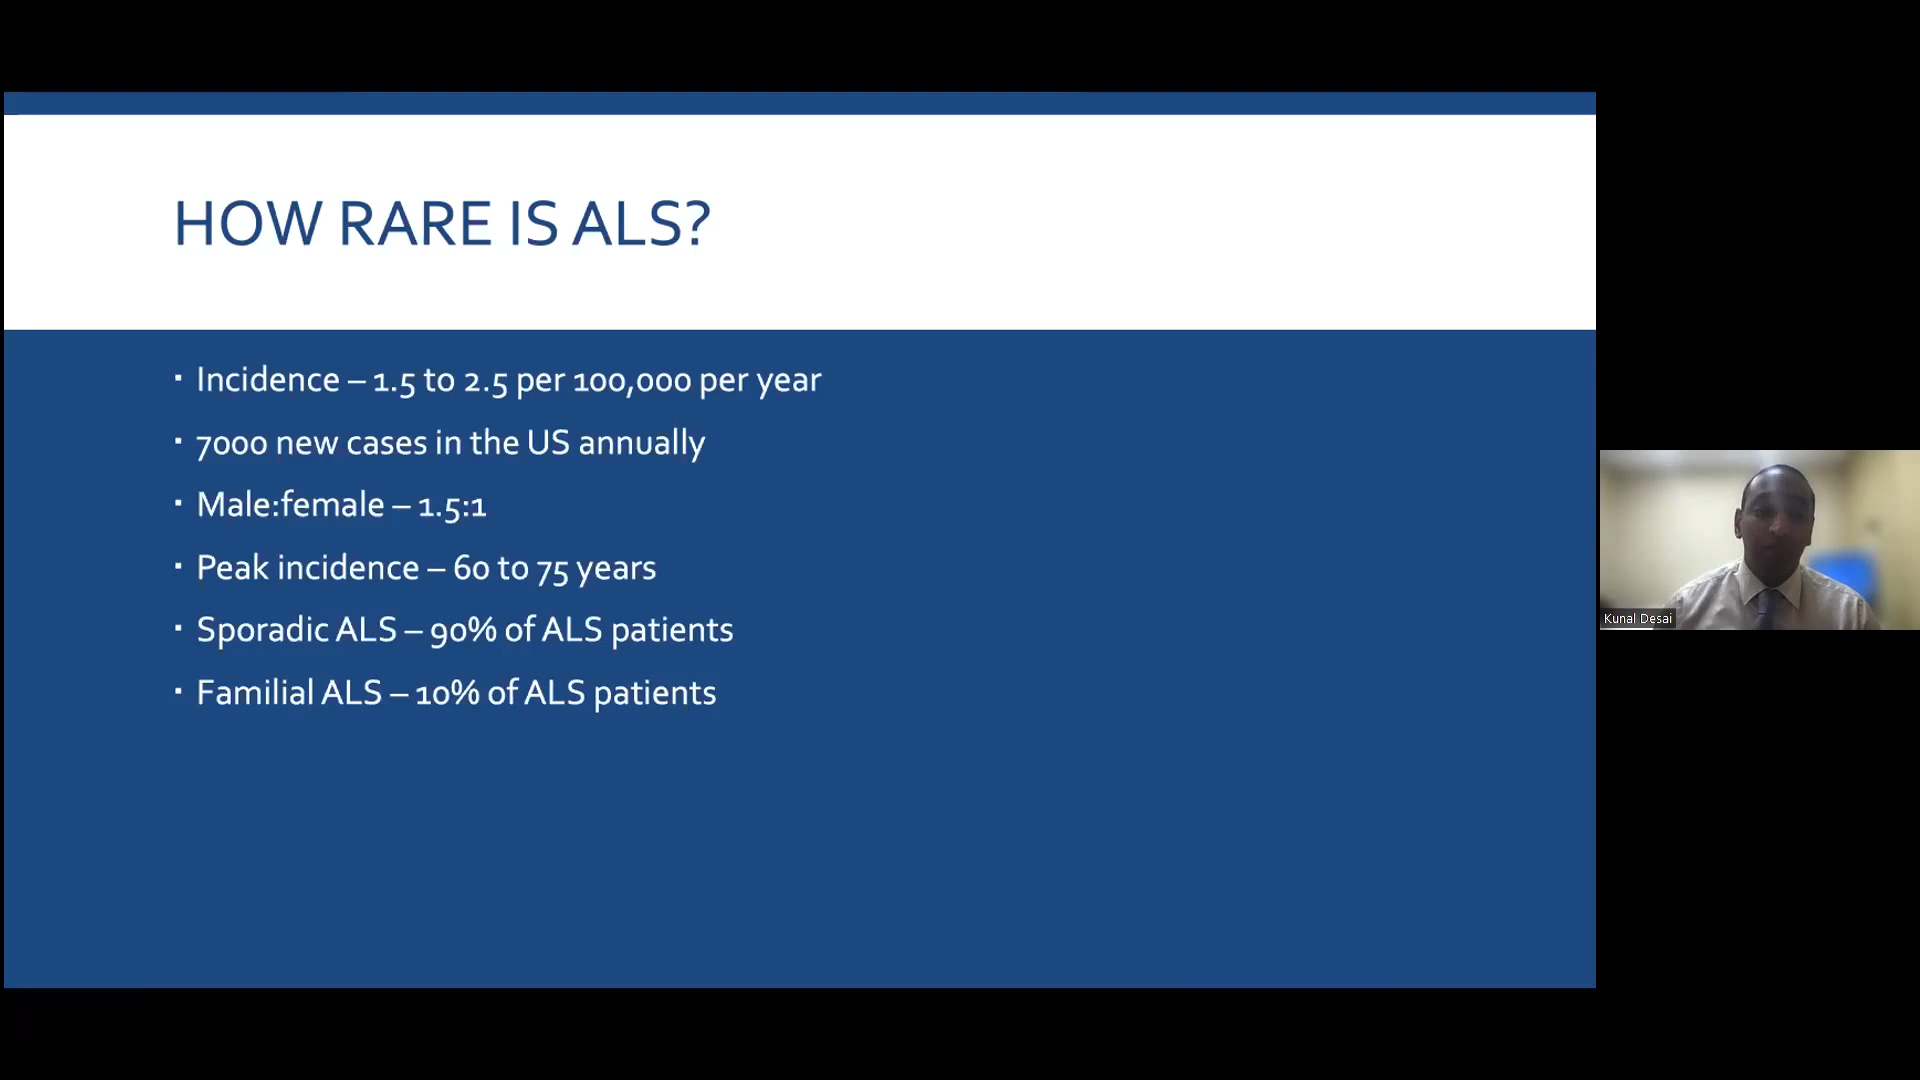 HOW RARE IS ALS?
▪ Incidence – 1.5 to 2.5 per 100,000 per year
▪ 7000 new cases in the US annually
▪ Male:female – 1.5:1
▪ Peak incidence – 60 to 75 years
▪ Sporadic ALS – 90% of ALS patients
▪ Familial ALS – 10% of ALS patients
Kunal Desai